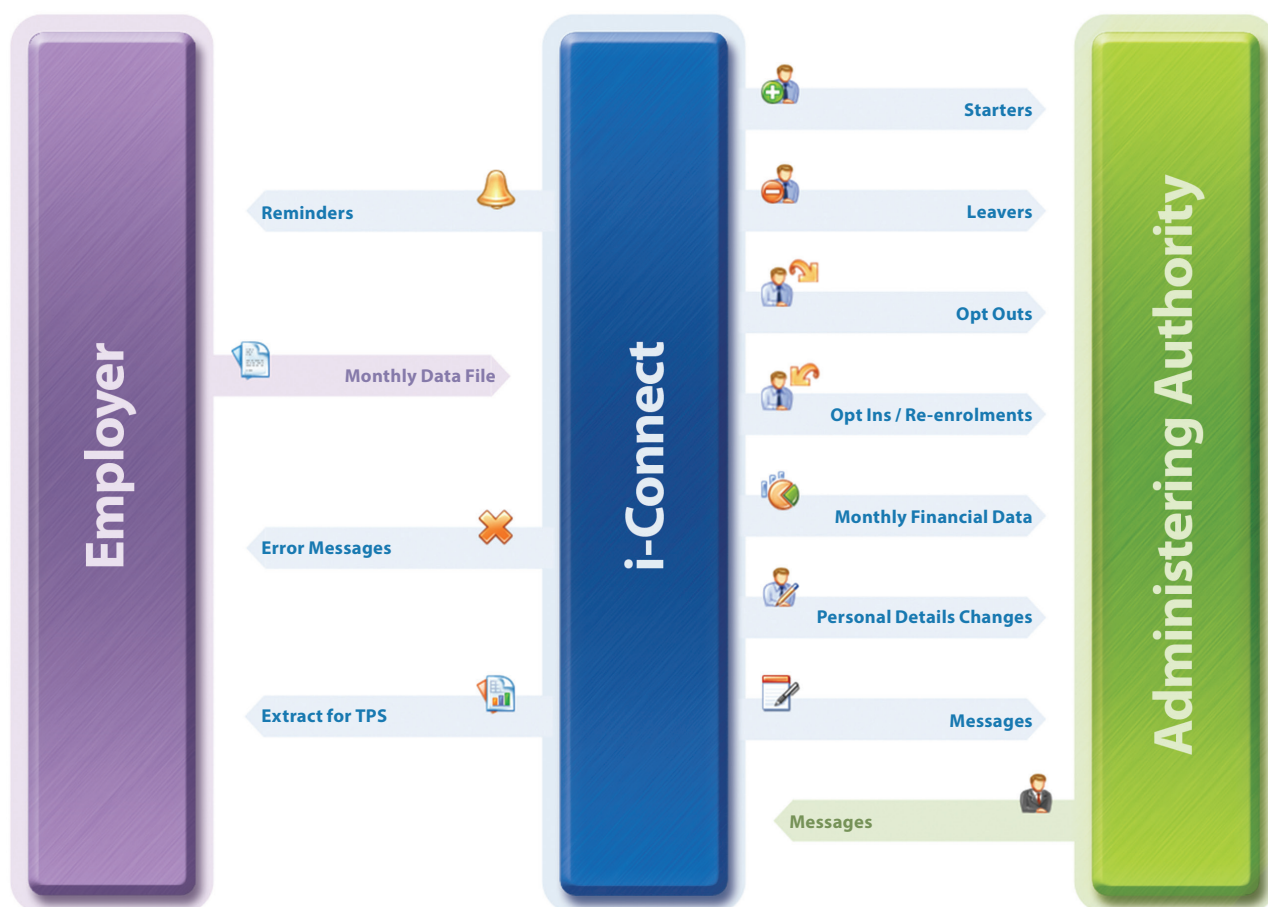 Employer
Reminders
Monthly Data File
Error Messages
Extract for TPS
i-Connect
Starters
Leavers
Opt Outs
Opt Ins / Re-enrolments
Monthly Financial Data
Personal Details Changes
Messages
Messages
Administering Authority